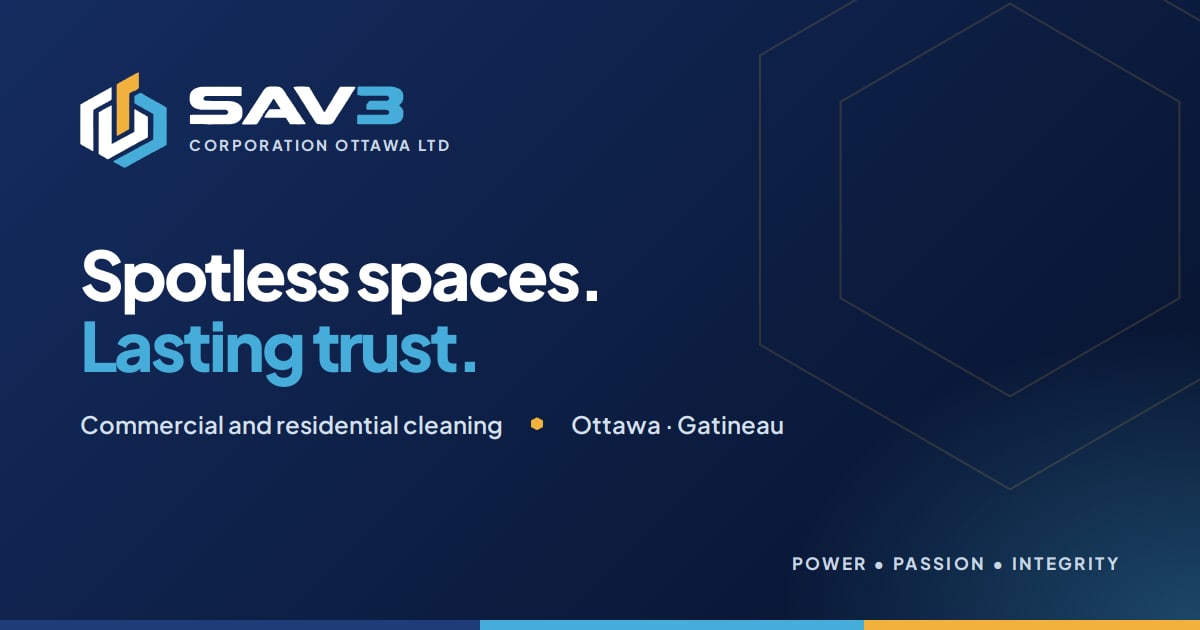 SAV3
CORPORATION OTTAWA LTD
Spotless spaces.
Lasting trust.
Commercial and residential cleaning
Ottawa · Gatineau
POWER ● PASSION ● INTEGRITY